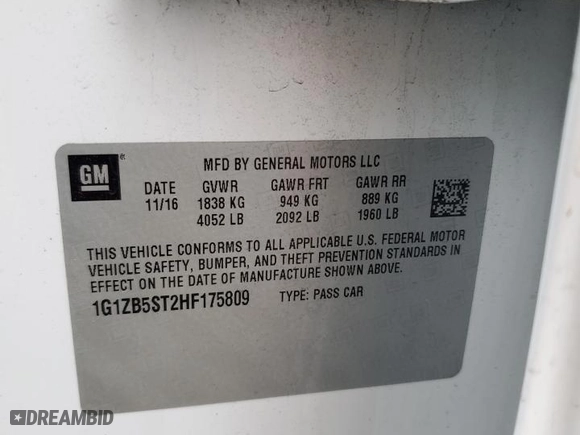 GM
MFD BY GENERAL MOTORS LLC
DATE GVWR GAWR FRT GAWR RR
11/16 1838 KG 949 KG 889 KG
4052 LB 2092 LB 1960 LB
THIS VEHICLE CONFORMS TO ALL APPLICABLE U.S. FEDERAL MOTOR
VEHICLE SAFETY, BUMPER, AND THEFT PREVENTION STANDARDS IN
EFFECT ON THE DATE OF MANUFACTURE SHOWN ABOVE.
1G1ZB5ST2HF175809 TYPE: PASS CAR
DREAMBID